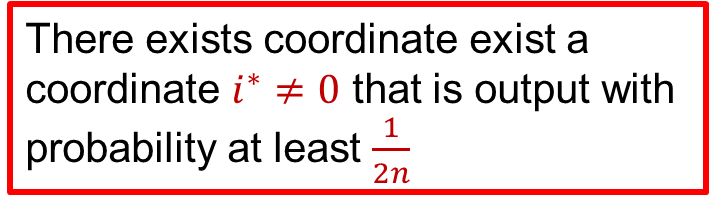 There exists coordinate exist a
coordinate i* ≠ 0 that is output with
probability at least 1/2n